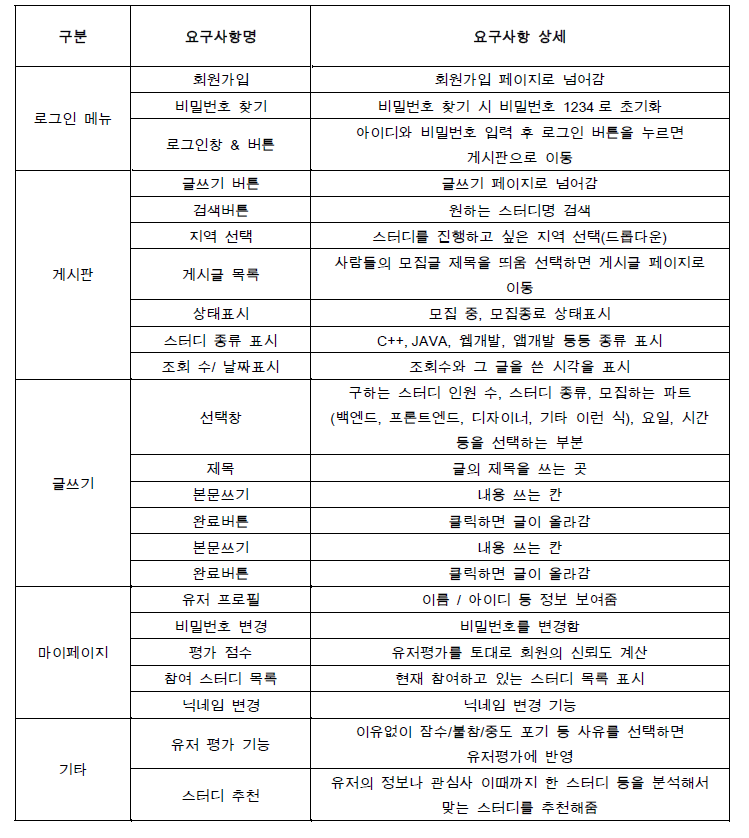 구분 요구사항명 요구사항 상세
로그인 메뉴
회원가입 회원가입 페이지로 넘어감
비밀번호 찾기 비밀번호 찾기 시 비밀번호 1234로 초기화
로그인창 & 버튼 아이디와 비밀번호 입력 후 로그인 버튼을 누르면
게시판으로 이동
게시판
글쓰기 버튼 글쓰기 페이지로 넘어감
검색버튼 원하는 스터디명 검색
지역 선택 스터디를 진행하고 싶은 지역 선택(드롭다운)
게시글 목록 사람들의 모집글 제목을 띄움 선택하면 게시글 페이지로
이동
상태표시 모집 중, 모집종료 상태표시
스터디 종류 표시 C++, JAVA, 웹개발, 앱개발 등등 종류 표시
조회 수/ 날짜표시 조회수와 그 글을 쓴 시각을 표시
글쓰기
선택창 구하는 스터디 인원 수, 스터디 종류, 모집하는 파트
(백엔드, 프론트엔드, 디자이너, 기타 이런 식), 요일, 시간
등을 선택하는 부분
제목 글의 제목을 쓰는 곳
본문쓰기 내용 쓰는 칸
완료버튼 클릭하면 글이 올라감
본문쓰기 내용 쓰는 칸
완료버튼 클릭하면 글이 올라감
마이페이지
유저 프로필 이름 / 아이디 등 정보 보여줌
비밀번호 변경 비밀번호를 변경함
평가 점수 유저평가를 토대로 회원의 신뢰도 계산
참여 스터디 목록 현재 참여하고 있는 스터디 목록 표시
닉네임 변경 닉네임 변경 기능
기타
유저 평가 기능 이유없이 잠수/불참/중도 포기 등 사유를 선택하면
유저평가에 반영
스터디 추천 유저의 정보나 관심사 이때까지 한 스터디 등을 분석해서
맞는 스터디를 추천해줌